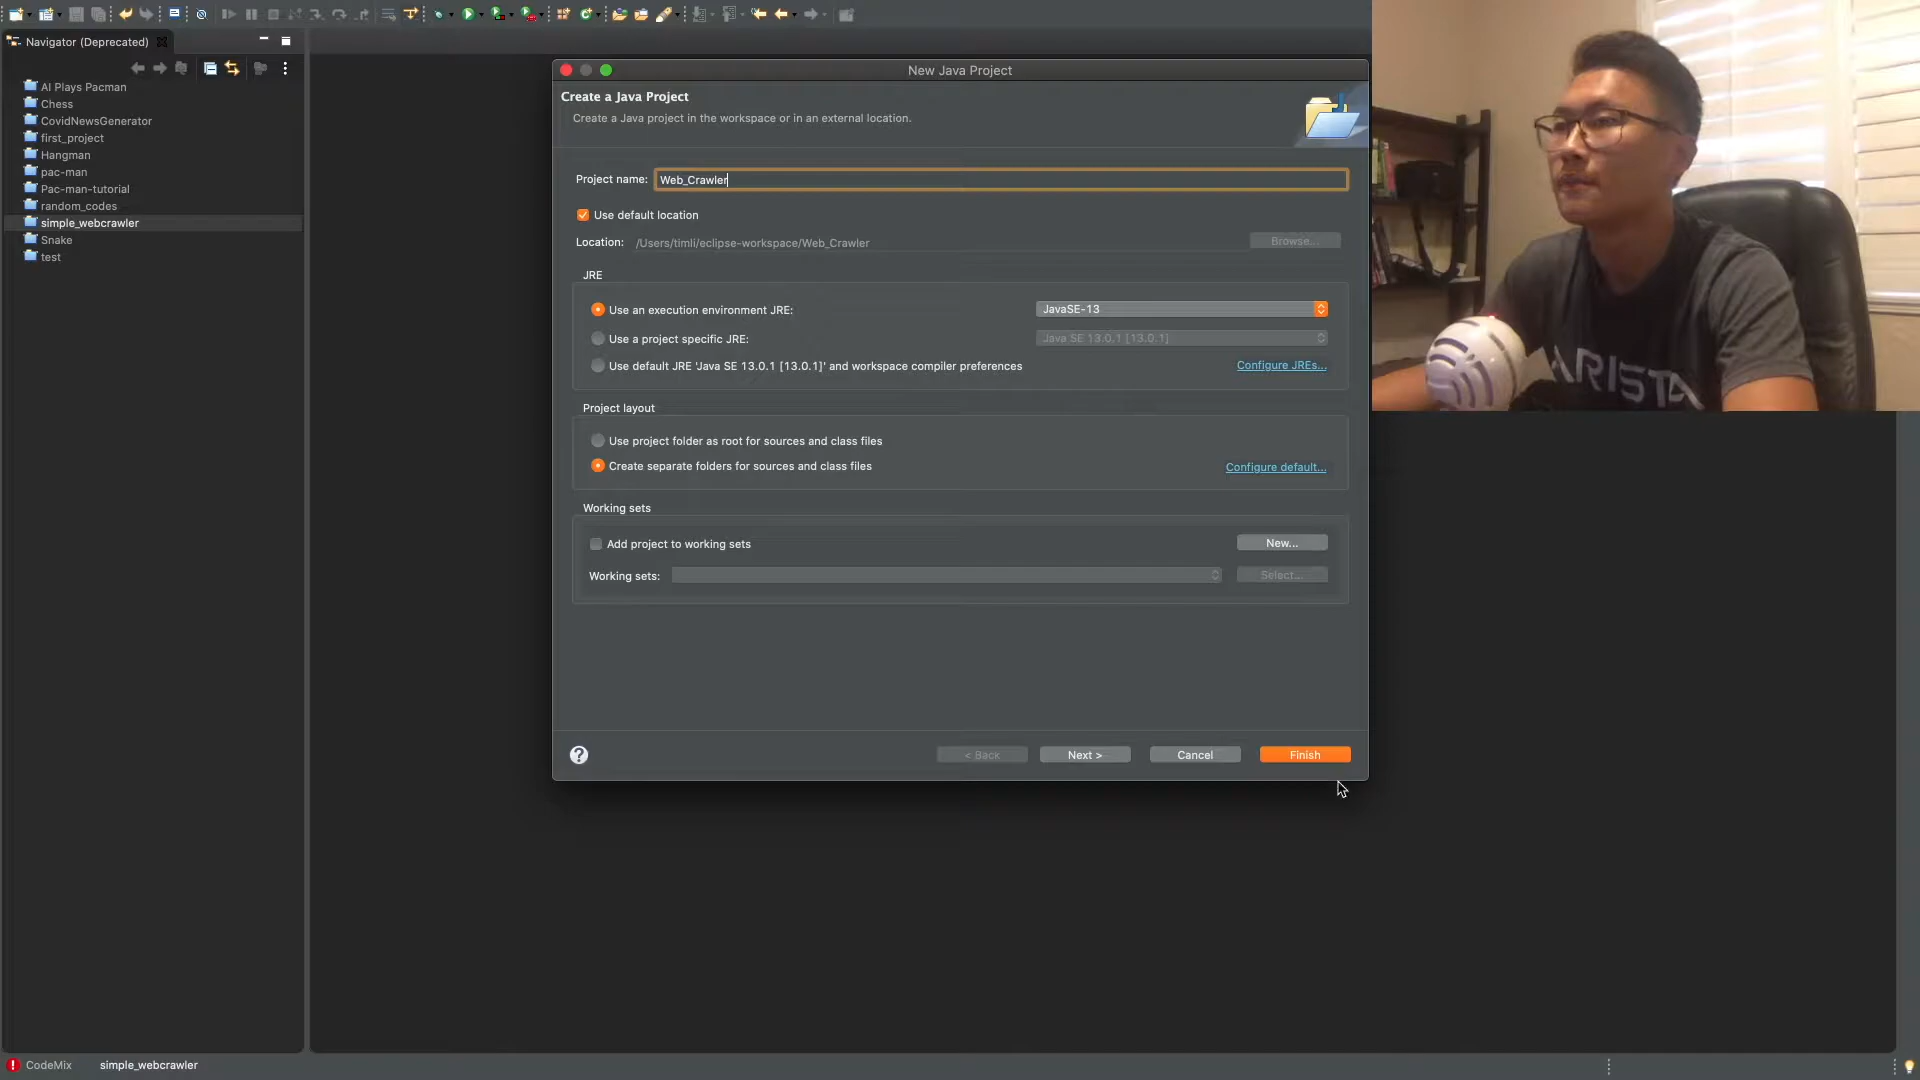 Navigator (Deprecated)
AI Plays Pacman
Chess
CovidNewsGenerator
first_project
Hangman
pac-man
Pac-man-tutorial
random_codes
simple_webcrawler
Snake
test
New Java Project
Create a Java Project
Create a Java project in the workspace or in an external location.
Project name: Web_Crawler
Use default location
Location: /Users/timli/eclipse-workspace/Web_Crawler Browse...
JRE
Use an execution environment JRE: JavaSE-13
Use a project specific JRE: Java SE 13.0.1 [13.0.1]
Use default JRE 'Java SE 13.0.1 [13.0.1]' and workspace compiler preferences Configure JREs...
Project layout
Use project folder as root for sources and class files
Create separate folders for sources and class files Configure default...
Working sets
Add project to working sets New...
Working sets: Select...
? < Back Next > Cancel Finish
ARISTA
CodeMix simple_webcrawler